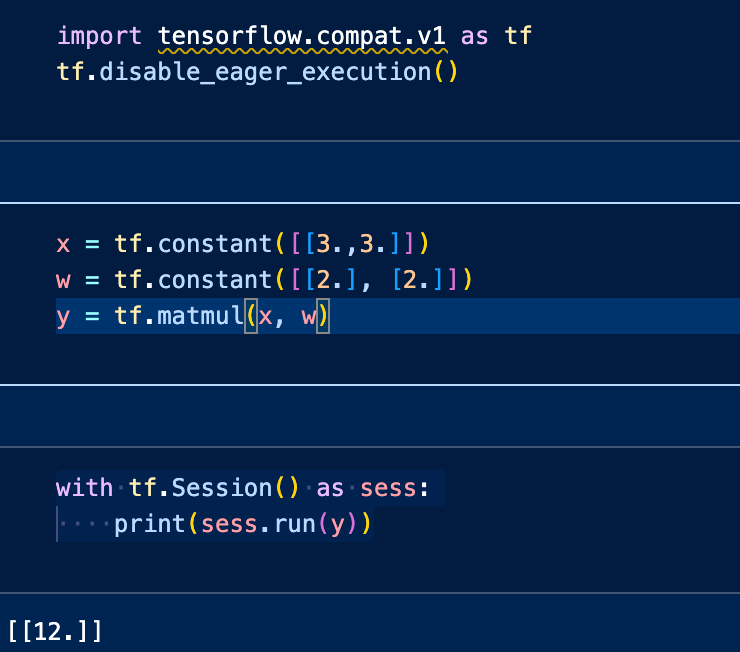 import tensorflow.compat.v1 as tf
tf.disable_eager_execution()
x = tf.constant([[3.,3.]])
w = tf.constant([[2.], [2.]])
y = tf.matmul(x, w)
with tf.Session() as sess:
    print(sess.run(y))
[[12.]]